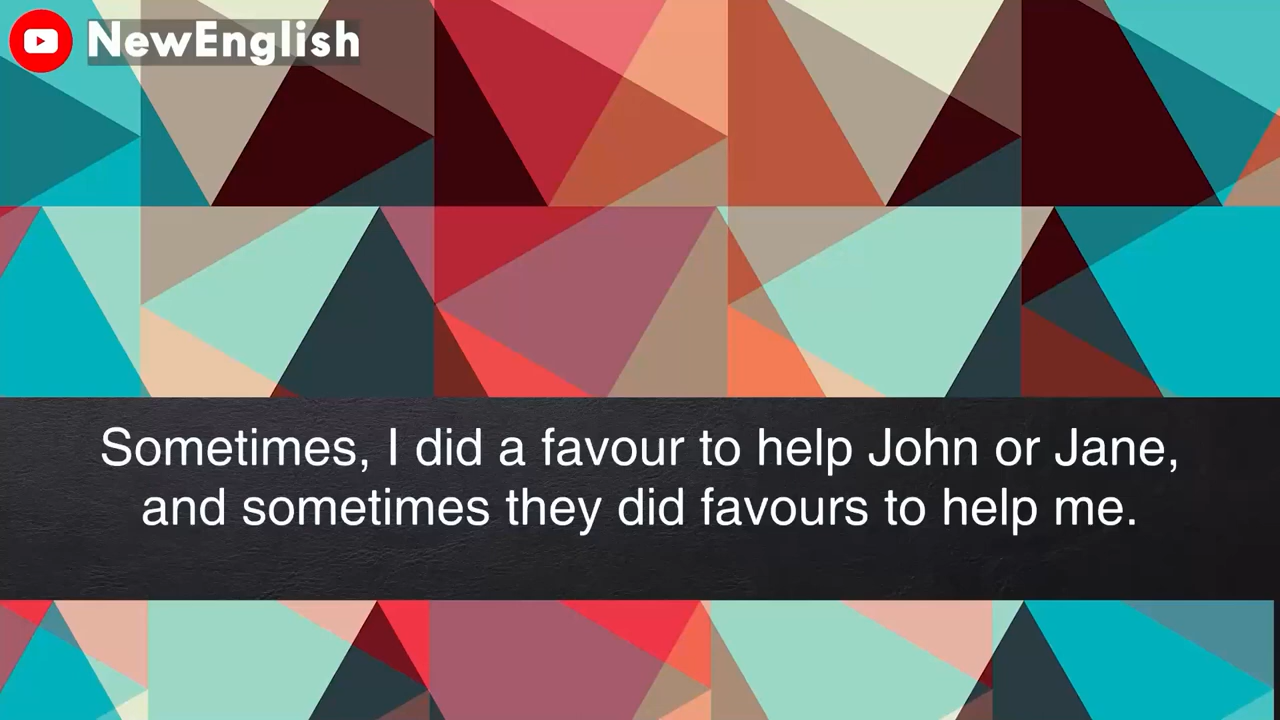 NewEnglish
Sometimes, I did a favour to help John or Jane,
and sometimes they did favours to help me.